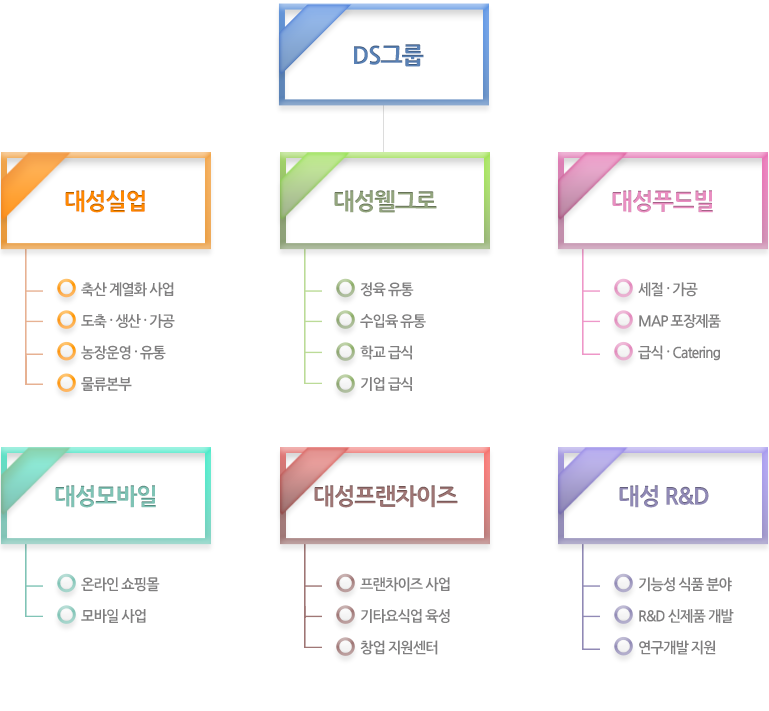 DS그룹
대성실업
축산 계열화 사업
도축 · 생산 · 가공
농장운영 · 유통
물류본부
대성웰그로
정육 유통
수입육 유통
학교 급식
기업 급식
대성푸드빌
세절 · 가공
MAP 포장제품
급식 · Catering
대성모바일
온라인 쇼핑몰
모바일 사업
대성프랜차이즈
프랜차이즈 사업
기타요식업 육성
창업 지원센터
대성 R&D
기능성 식품 분야
R&D 신제품 개발
연구개발 지원